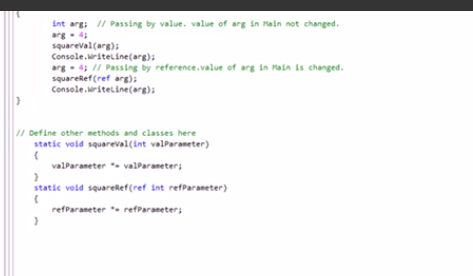 {
int arg; // Passing by value. value of arg in Main not changed.
arg = 4;
squareVal(arg);
Console.WriteLine(arg);
arg = 4; // Passing by reference.value of arg in Main is changed.
squareRef(ref arg);
Console.WriteLine(arg);
}
// Define other methods and classes here
static void squareVal(int valParameter)
{
valParameter *= valParameter;
}
static void squareRef(ref int refParameter)
{
refParameter *= refParameter;
}